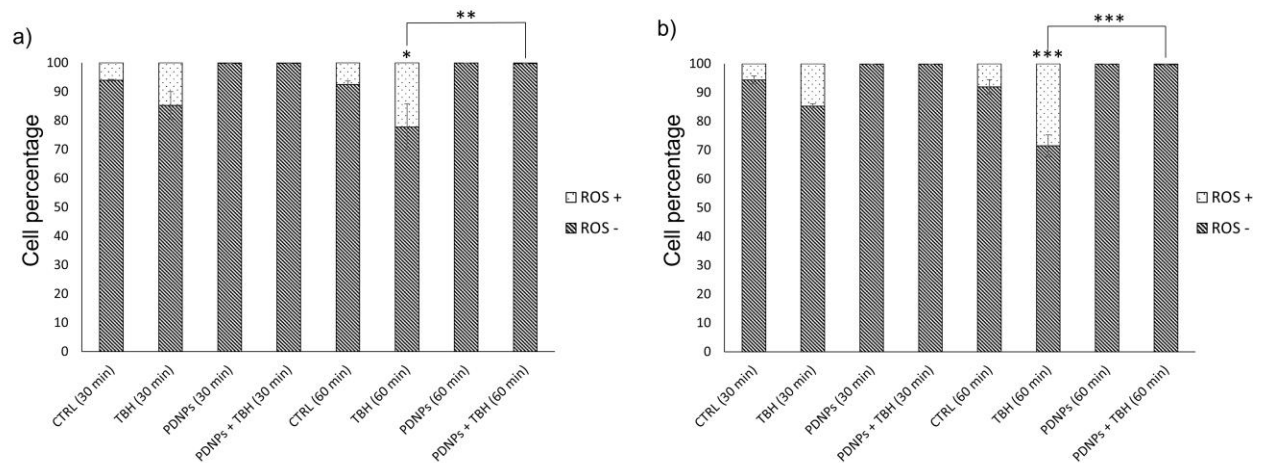 a)
**
*
Cell percentage
100
90
80
70
60
50
40
30
20
10
0
CTRL (30 min)
TBH (30 min)
PDNPs (30 min)
PDNPs + TBH (30 min)
CTRL (60 min)
TBH (60 min)
PDNPs (60 min)
PDNPs + TBH (60 min)
ROS +
ROS -
b)
***
***
Cell percentage
100
90
80
70
60
50
40
30
20
10
0
CTRL (30 min)
TBH (30 min)
PDNPs (30 min)
PDNPs + TBH (30 min)
CTRL (60 min)
TBH (60 min)
PDNPs (60 min)
PDNPs + TBH (60 min)
ROS +
ROS -